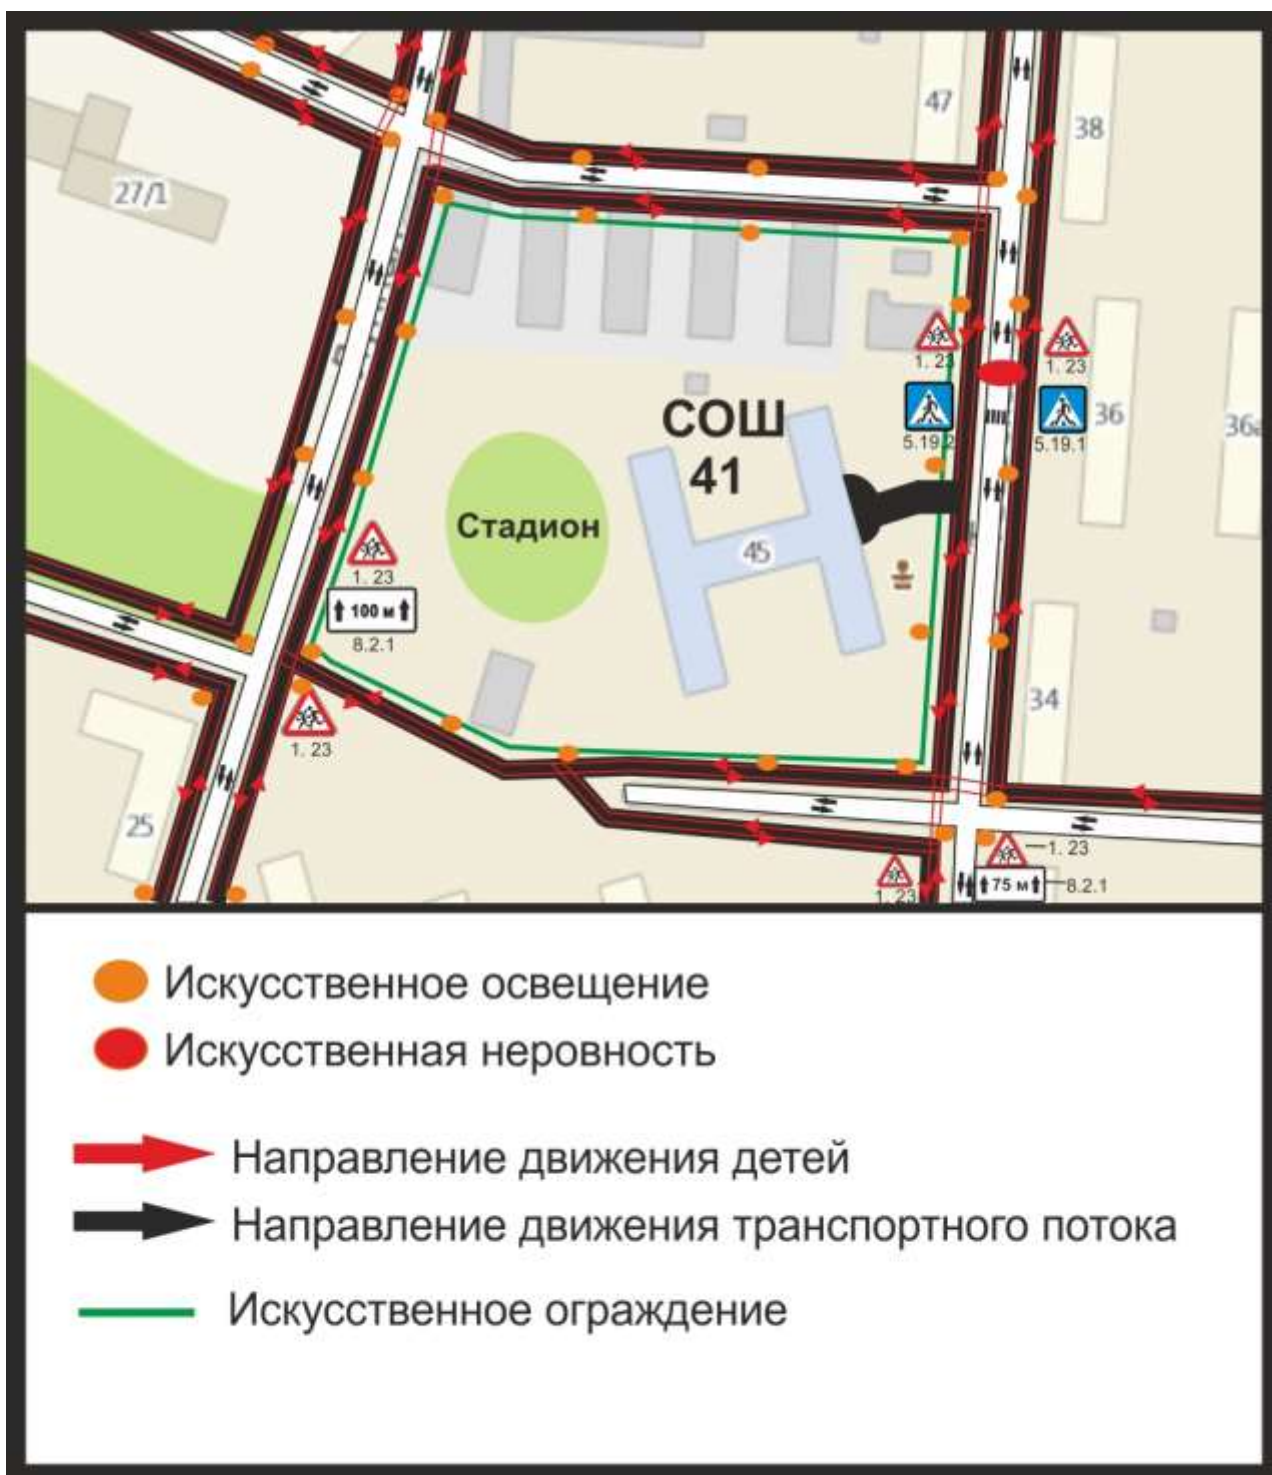 47
38
27/1
1. 23
1. 23
СОШ
41
5.19.2
5.19.1
36
36а
Стадион
45
1. 23
100 м
8.2.1
34
1. 23
25
1. 23
1. 23
75 м
8.2.1
Искусственное освещение
Искусственная неровность
Направление движения детей
Направление движения транспортного потока
Искусственное ограждение